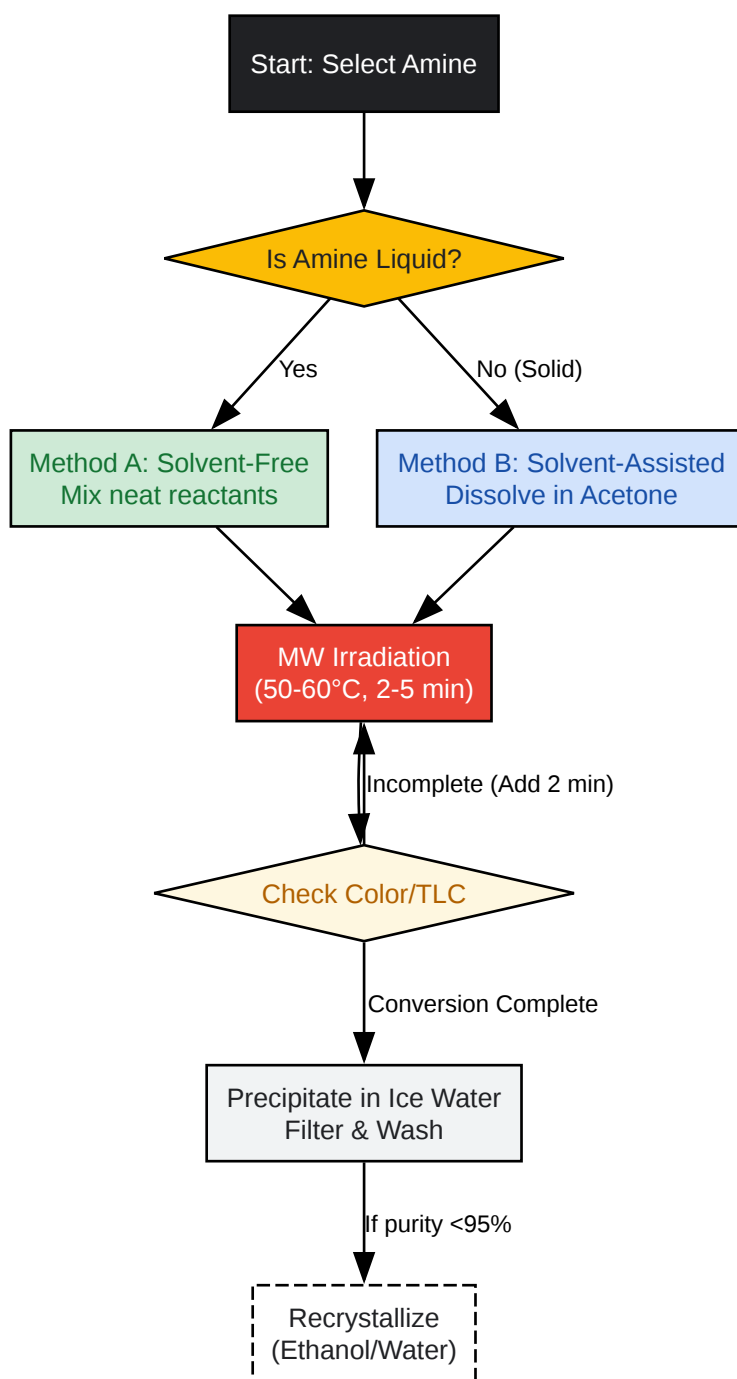 Start: Select Amine
Is Amine Liquid?
Yes
No (Solid)
Method A: Solvent-Free
Mix neat reactants
Method B: Solvent-Assisted
Dissolve in Acetone
MW Irradiation
(50-60°C, 2-5 min)
Incomplete (Add 2 min)
Check Color/TLC
Conversion Complete
Precipitate in Ice Water
Filter & Wash
If purity <95%
Recrystallize
(Ethanol/Water)